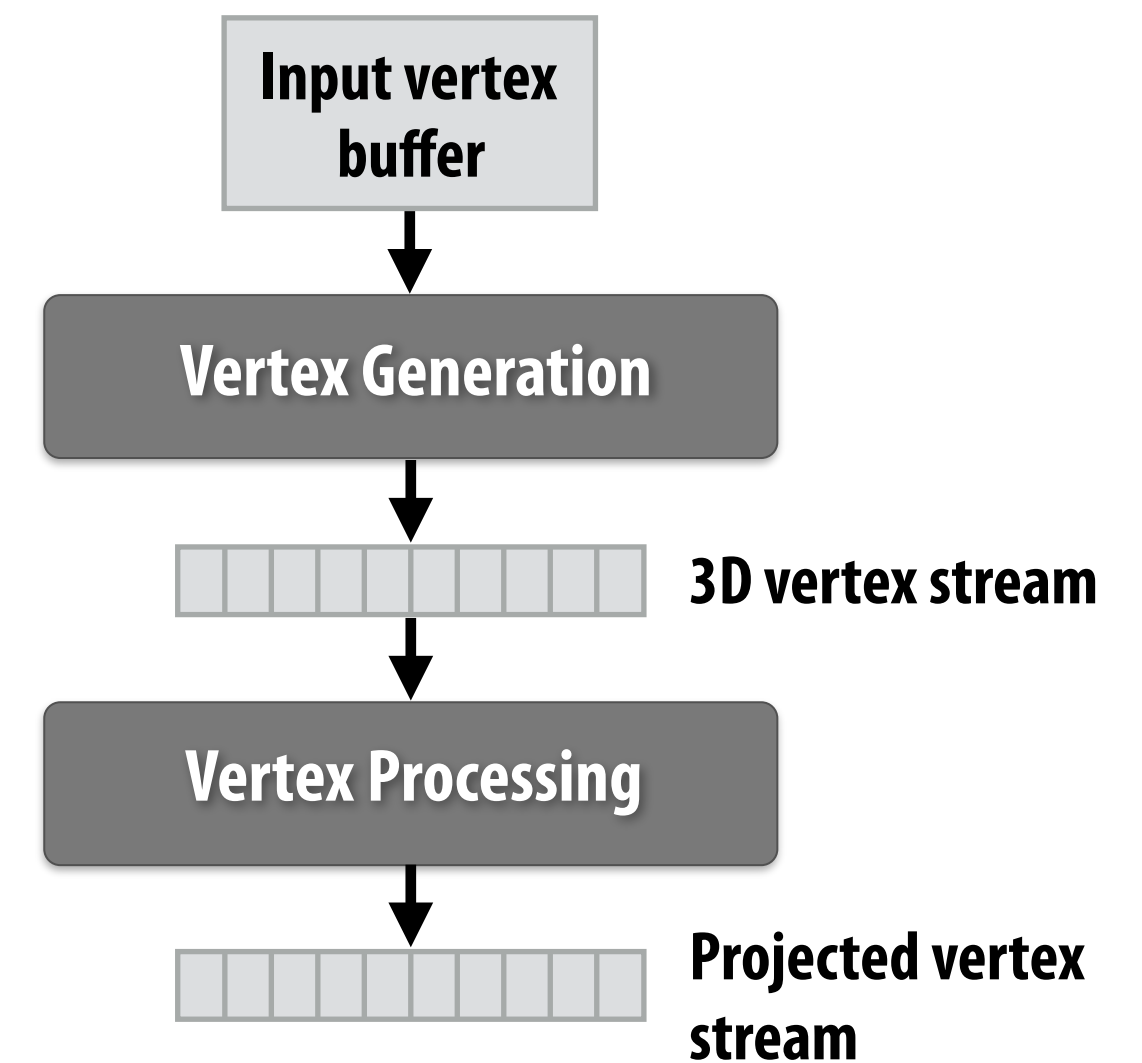 Input vertex
buffer
Vertex Generation
3D vertex stream
Vertex Processing
Projected vertex
stream